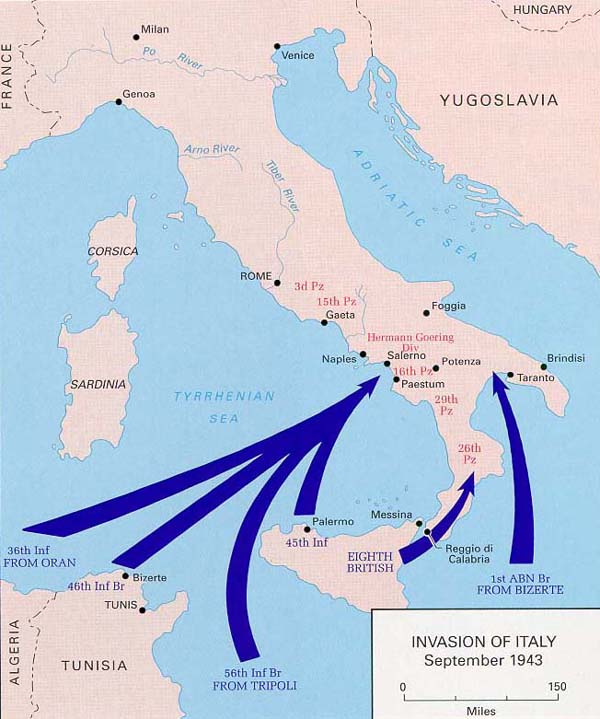 HUNGARY
FRANCE
Milan
Po River
Venice
Genoa
YUGOSLAVIA
Arno River
Tiber River
ADRIATIC SEA
CORSICA
ROME
3d Pz
15th Pz
Gaeta
Foggia
Hermann Goering
Div
Naples
Salerno
Potenza
Brindisi
16th Pz
Paestum
Taranto
SARDINIA
TYRRHENIAN
SEA
29th
Pz
26th
Pz
Palermo
Messina
45th Inf
36th Inf
FROM ORAN
EIGHTH
BRITISH
Reggio di
Calabria
46th Inf Br
Bizerte
1st ABN Br
FROM BIZERTE
TUNIS
ALGERIA
TUNISIA
56th Inf Br
FROM TRIPOLI
INVASION OF ITALY
September 1943
0 150
Miles